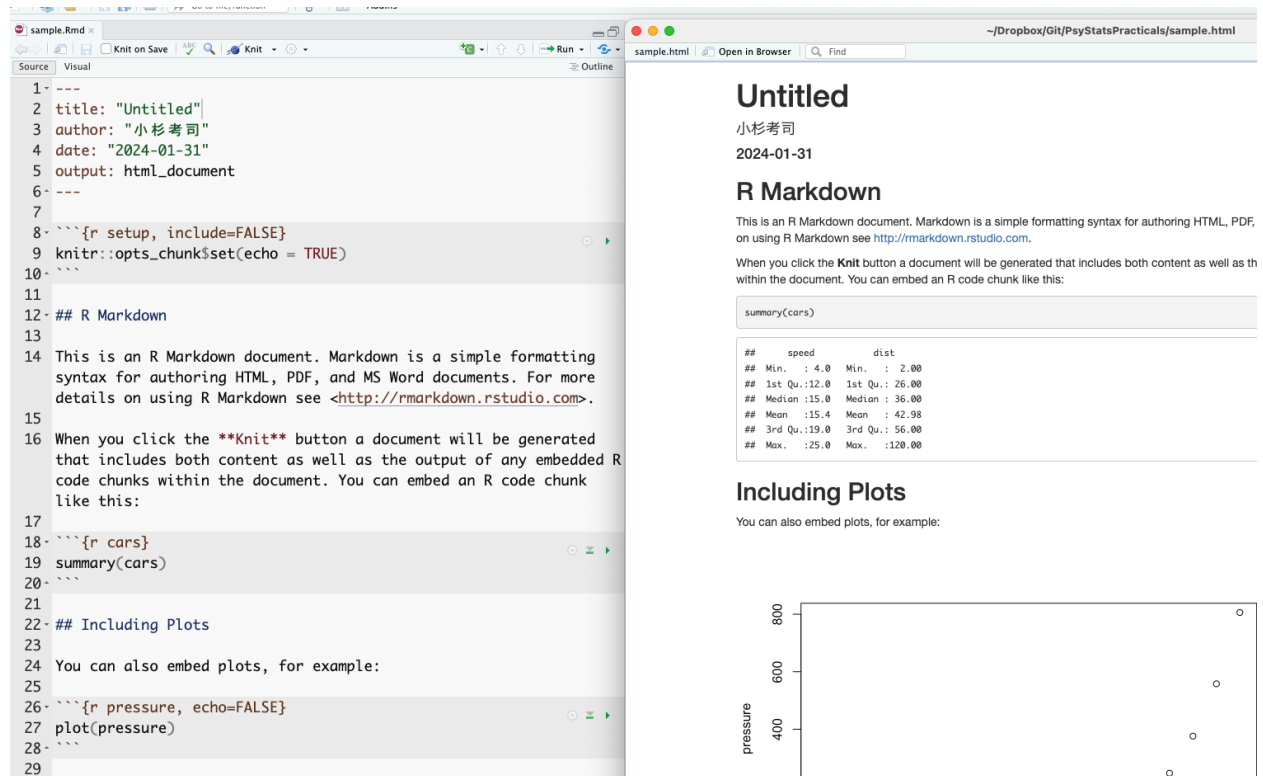 Go to file/function
Addins
sample.Rmd
Knit on Save
ABC
Knit
Run
Source
Visual
Outline
1 ---
2 title: "Untitled"
3 author: "小杉考司"
4 date: "2024-01-31"
5 output: html_document
6 ---
7
8 ```{r setup, include=FALSE}
9 knitr::opts_chunk$set(echo = TRUE)
10 ```
11
12 ## R Markdown
13
14 This is an R Markdown document. Markdown is a simple formatting
syntax for authoring HTML, PDF, and MS Word documents. For more
details on using R Markdown see <http://rmarkdown.rstudio.com>.
15
16 When you click the **Knit** button a document will be generated
that includes both content as well as the output of any embedded R
code chunks within the document. You can embed an R code chunk
like this:
17
18 ```{r cars}
19 summary(cars)
20 ```
21
22 ## Including Plots
23
24 You can also embed plots, for example:
25
26 ```{r pressure, echo=FALSE}
27 plot(pressure)
28 ```
29
~/Dropbox/Git/PsyStatsPracticals/sample.html
sample.html
Open in Browser
Find
Untitled
小杉考司
2024-01-31
R Markdown
This is an R Markdown document. Markdown is a simple formatting syntax for authoring HTML, PDF,
on using R Markdown see http://rmarkdown.rstudio.com.
When you click the Knit button a document will be generated that includes both content as well as th
within the document. You can embed an R code chunk like this:
summary(cars)
## speed dist
## Min. : 4.0 Min. : 2.00
## 1st Qu.:12.0 1st Qu.: 26.00
## Median :15.0 Median : 36.00
## Mean :15.4 Mean : 42.98
## 3rd Qu.:19.0 3rd Qu.: 56.00
## Max. :25.0 Max. :120.00
Including Plots
You can also embed plots, for example:
800
600
400
pressure